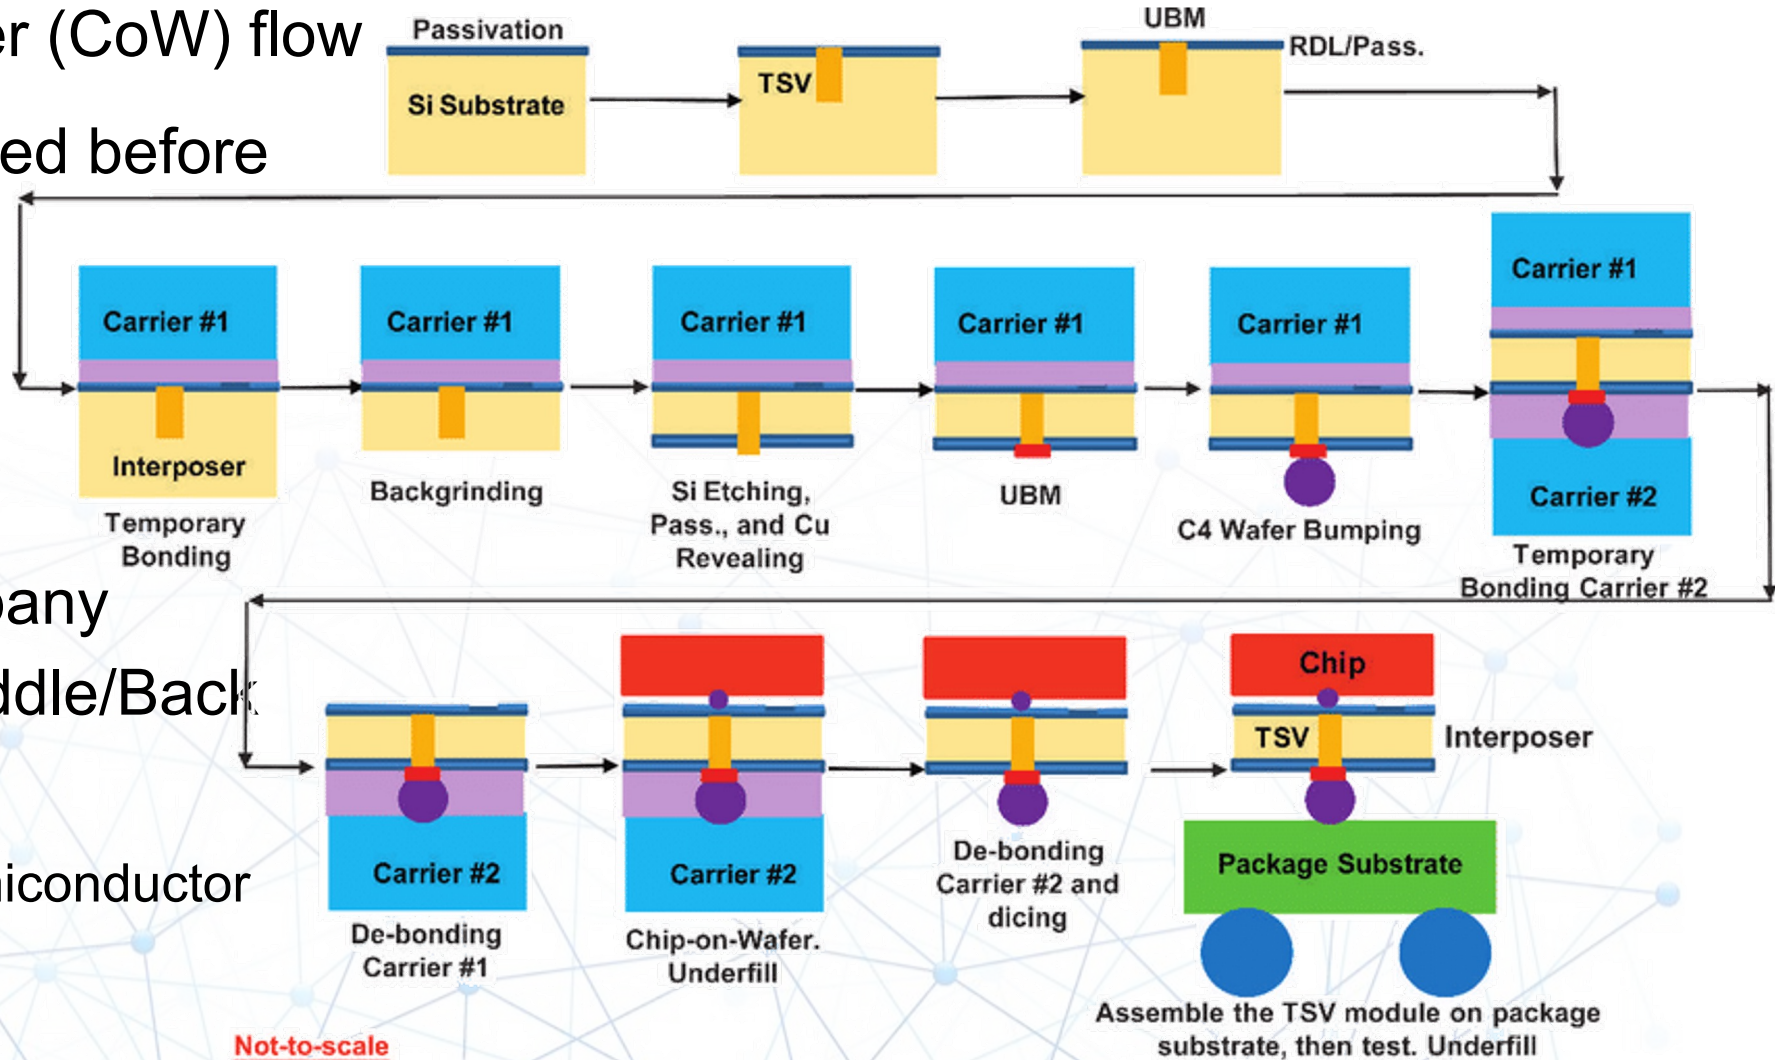 er (CoW) flow
ed before
pany
ddle/Back
niconductor
Passivation
Si Substrate
TSV
UBM
RDL/Pass.
Carrier #1
Interposer
Temporary
Bonding
Carrier #1
Backgrinding
Carrier #1
Si Etching,
Pass., and Cu
Revealing
Carrier #1
UBM
Carrier #1
C4 Wafer Bumping
Carrier #1
Carrier #2
Temporary
Bonding Carrier #2
Carrier #2
De-bonding
Carrier #1
Carrier #2
Chip-on-Wafer.
Underfill
De-bonding
Carrier #2 and
dicing
Chip
TSV
Interposer
Package Substrate
Assemble the TSV module on package
substrate, then test. Underfill
Not-to-scale